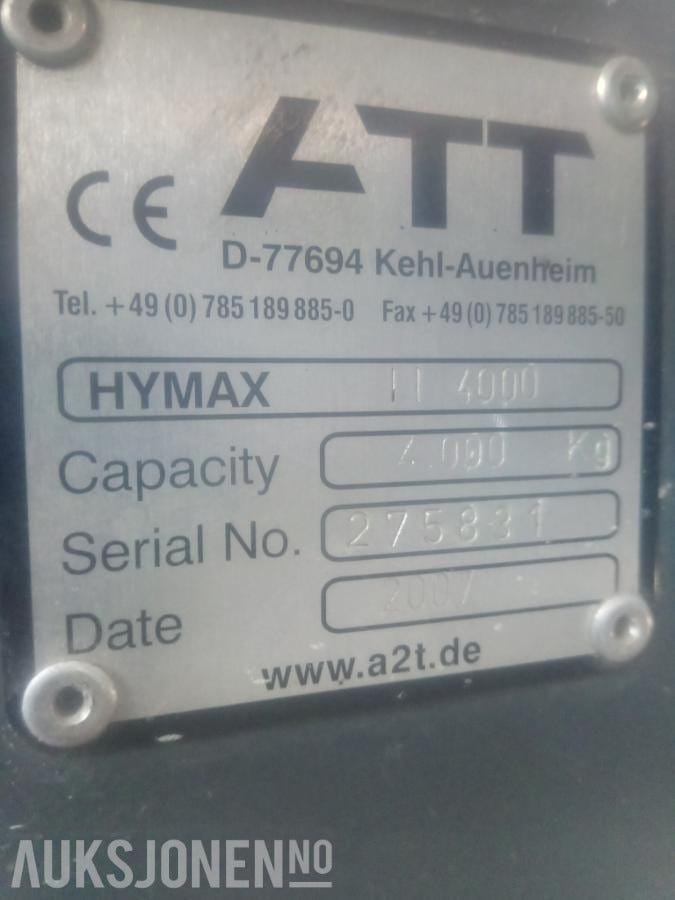 CE ATT
D-77694 Kehl-Auenheim
Tel. +49 (0) 785 189 885-0 Fax +49 (0) 785 189 885-50
HYMAX II 4000
Capacity 4.000 Kg
Serial No. 275831
Date 2007
www.a2t.de
AUKSJONEN NO